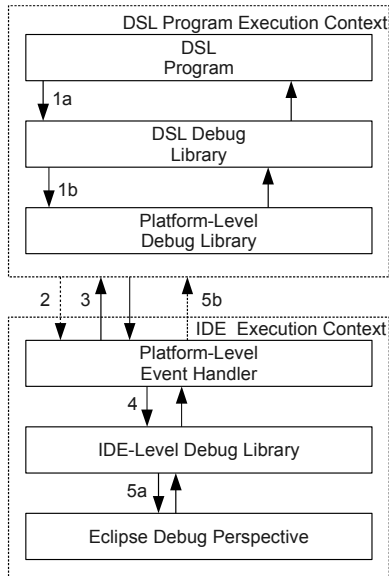 DSL Program Execution Context
DSL
Program
1a
DSL Debug
Library
1b
Platform-Level
Debug Library
2
3
5b
IDE Execution Context
Platform-Level
Event Handler
4
IDE-Level Debug Library
5a
Eclipse Debug Perspective